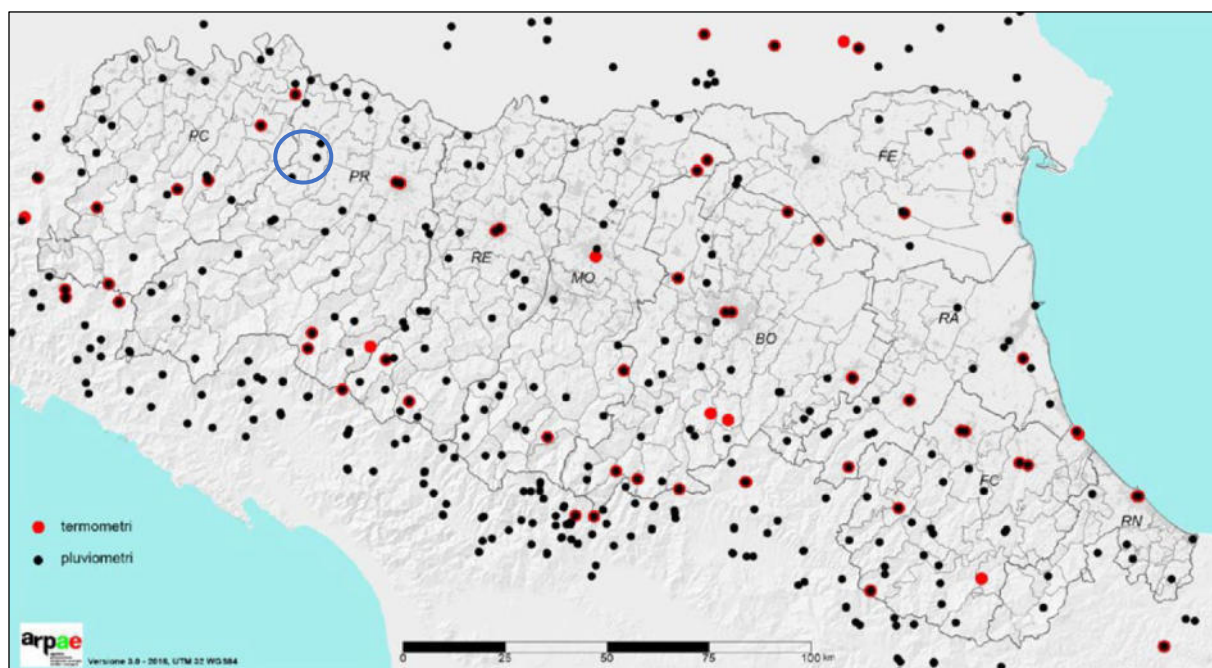 PC
FE
PR
RE
MO
BO
RA
FC
RN
termometri
pluviometri
arpae
Versione 3.0 - 2018, UTM 32 WGS84
0 25 50 75 100 km